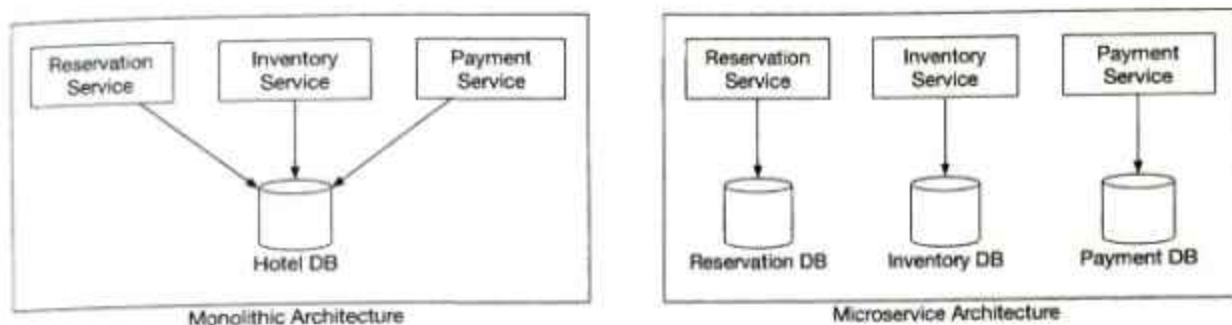 Reservation
Service
Inventory
Service
Payment
Service
Hotel DB
Monolithic Architecture
Reservation
Service
Inventory
Service
Payment
Service
Reservation DB
Inventory DB
Payment DB
Microservice Architecture